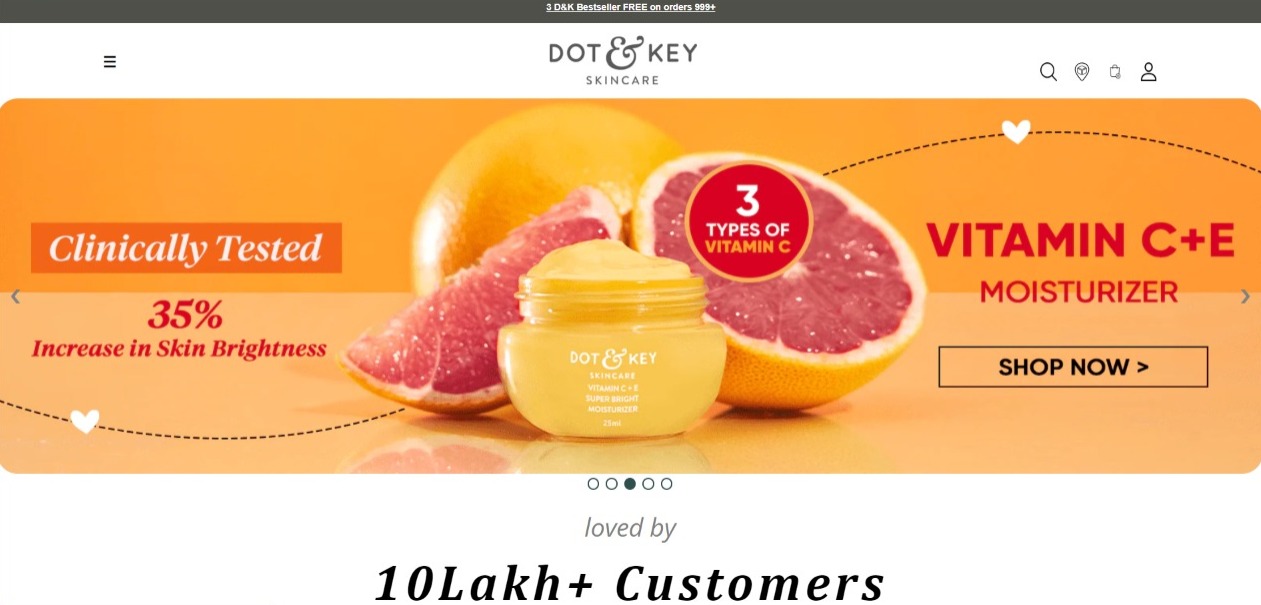 3 D&K Bestseller FREE on orders 999+
DOT & KEY
SKINCARE
Clinically Tested
35%
Increase in Skin Brightness
3
TYPES OF
VITAMIN C
DOT & KEY
SKINCARE
VITAMIN C + E
SUPER BRIGHT
MOISTURIZER
25ml
VITAMIN C+E
MOISTURIZER
SHOP NOW >
loved by
10Lakh+ Customers